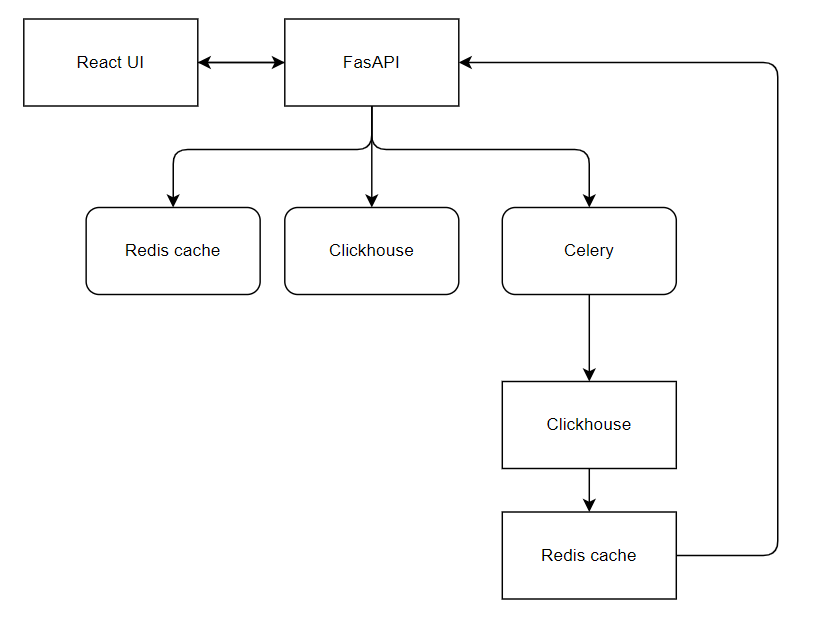 React UI
FasAPI
Redis cache
Clickhouse
Celery
Clickhouse
Redis cache